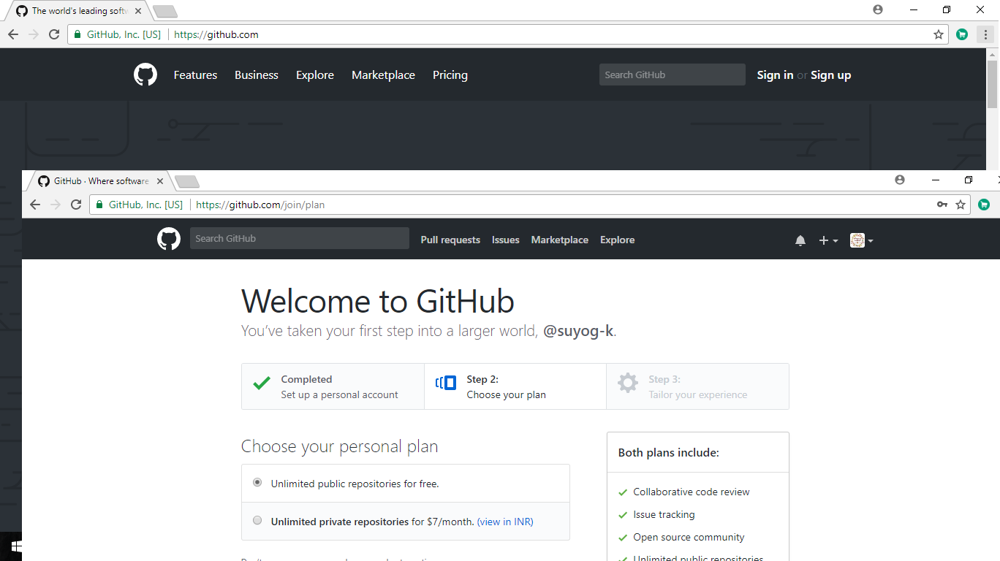 The world's leading softw
GitHub, Inc. [US] https://github.com
Features Business Explore Marketplace Pricing Search GitHub Sign in or Sign up
GitHub · Where software
GitHub, Inc. [US] https://github.com/join/plan
Search GitHub Pull requests Issues Marketplace Explore
Welcome to GitHub
You've taken your first step into a larger world, @suyog-k.
Completed
Set up a personal account
Step 2:
Choose your plan
Step 3:
Tailor your experience
Choose your personal plan
Unlimited public repositories for free.
Unlimited private repositories for $7/month. (view in INR)
Both plans include:
Collaborative code review
Issue tracking
Open source community
Unlimited public repositories